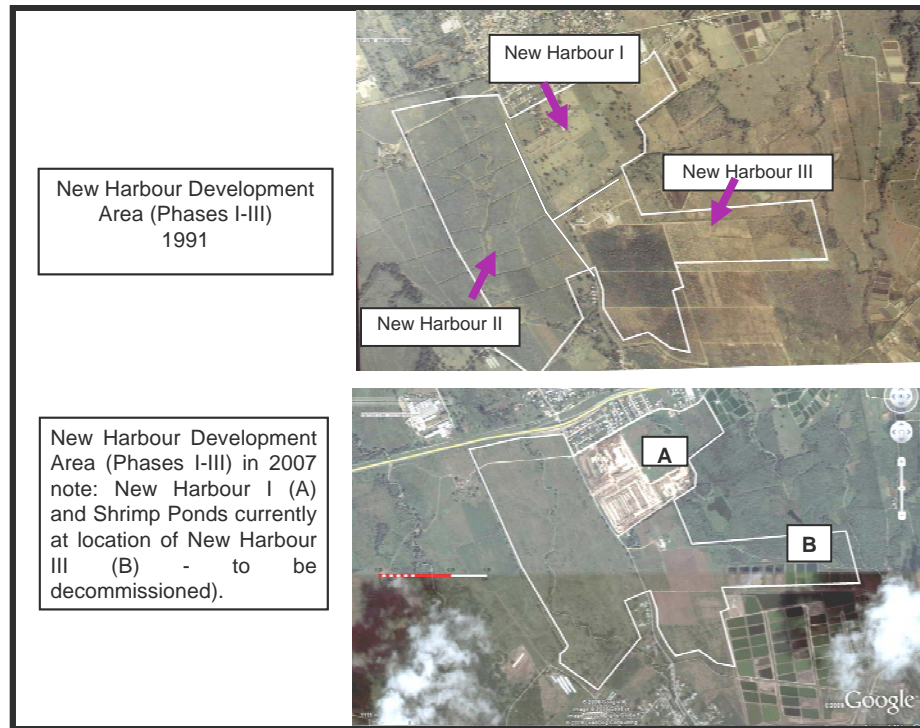 New Harbour I
New Harbour III
New Harbour Development
Area (Phases I-III)
1991
New Harbour II
New Harbour Development
Area (Phases I-III) in 2007
note: New Harbour I (A)
and Shrimp Ponds currently
at location of New Harbour
III (B) - to be
decommissioned).
A
B
Google